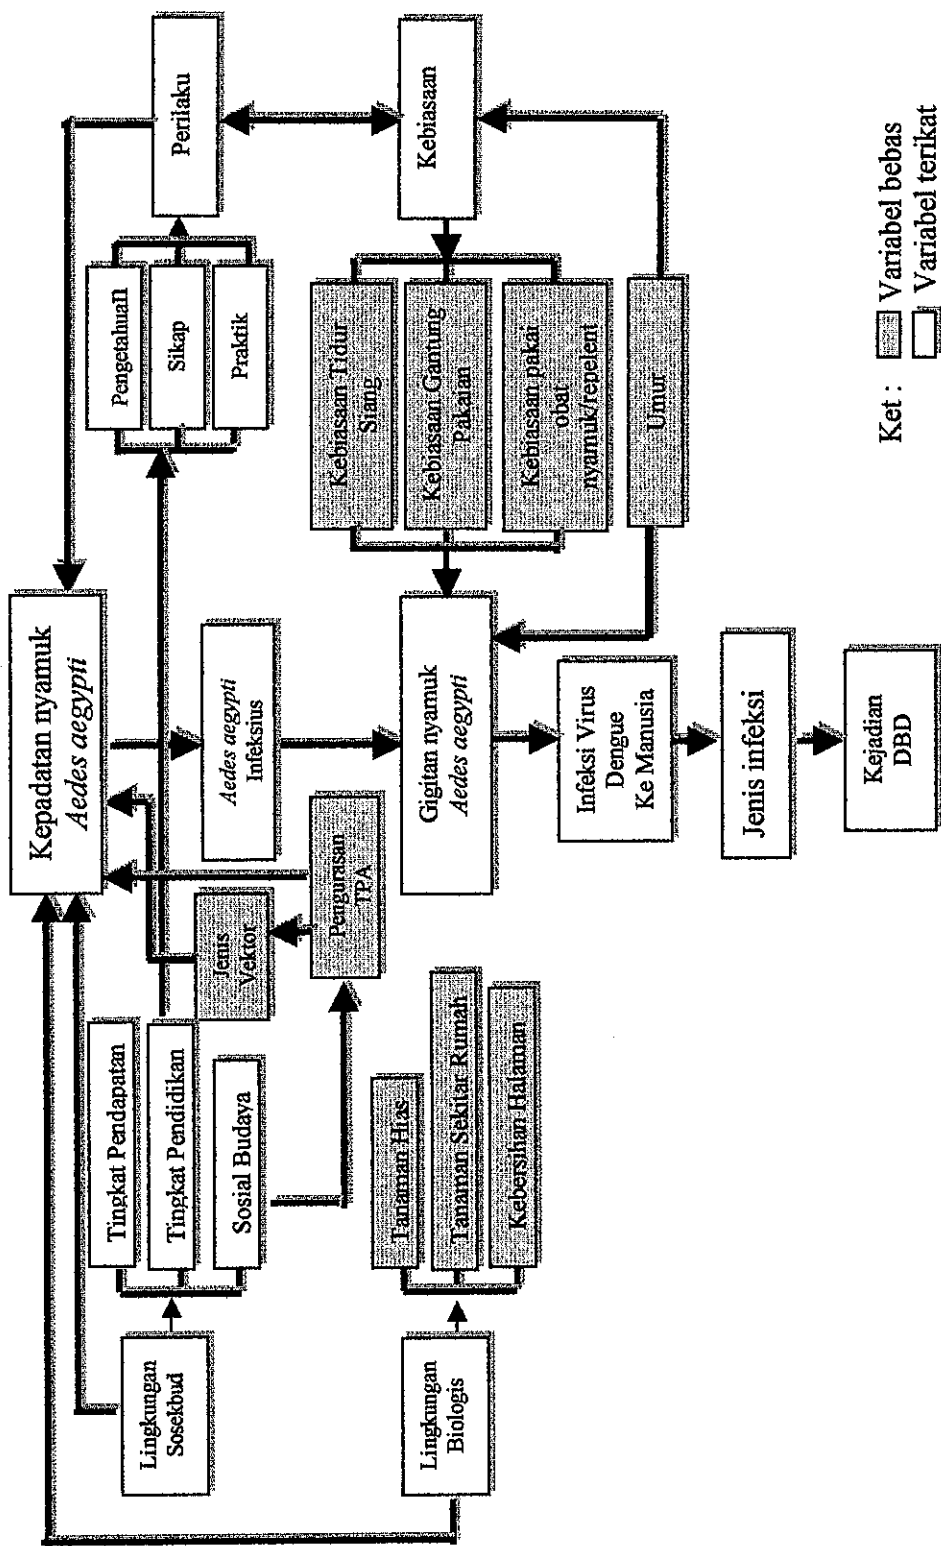 Kepadatan nyamuk
Aedes aegypti
Perilaku
Pengetahuan
Sikap
Praktik
Kebiasaan
Tingkat Pendapatan
Tingkat Pendidikan
Sosial Budaya
Lingkungan
Sosekbud
Jenis
Vektor
Pengurasan
TPA
Aedes aegypti
Infeksius
Kebiasaan Tidur
Siang
Kebiasaan Gantung
Pakaian
Kebiasaan pakar
obat
nyamuk/repelent
Umur
Gigitan nyamuk
Aedes aegypti
Tanaman Hias
Tanaman Sekitar Rumah
Kebersihan Halaman
Lingkungan
Biologis
Infeksi Virus
Dengue
Ke Manusia
Jenis infeksi
Kejadian
DBD
Ket : Variabel bebas
Variabel terikat